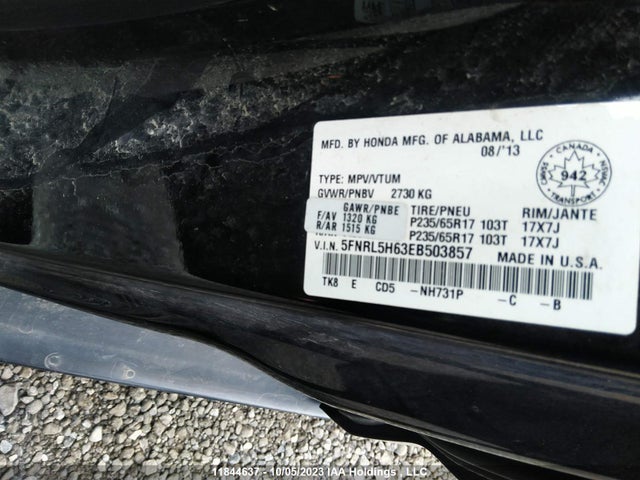 MFD. BY HONDA MFG. OF ALABAMA, LLC
08/'13
TYPE: MPV/VTUM
GVWR/PNBV 2730 KG
GAWR/PNBE TIRE/PNEU RIM/JANTE
F/AV 1320 KG P235/65R17 103T 17X7J
R/AR 1515 KG P235/65R17 103T 17X7J
V.I.N. 5FNRL5H63EB503857 MADE IN U.S.A.
TK8 E CD5 -NH731P -C -B
CANADA
942
TRANSPORT
11844637 - 10/05/2023 IAA Holdings , LLC